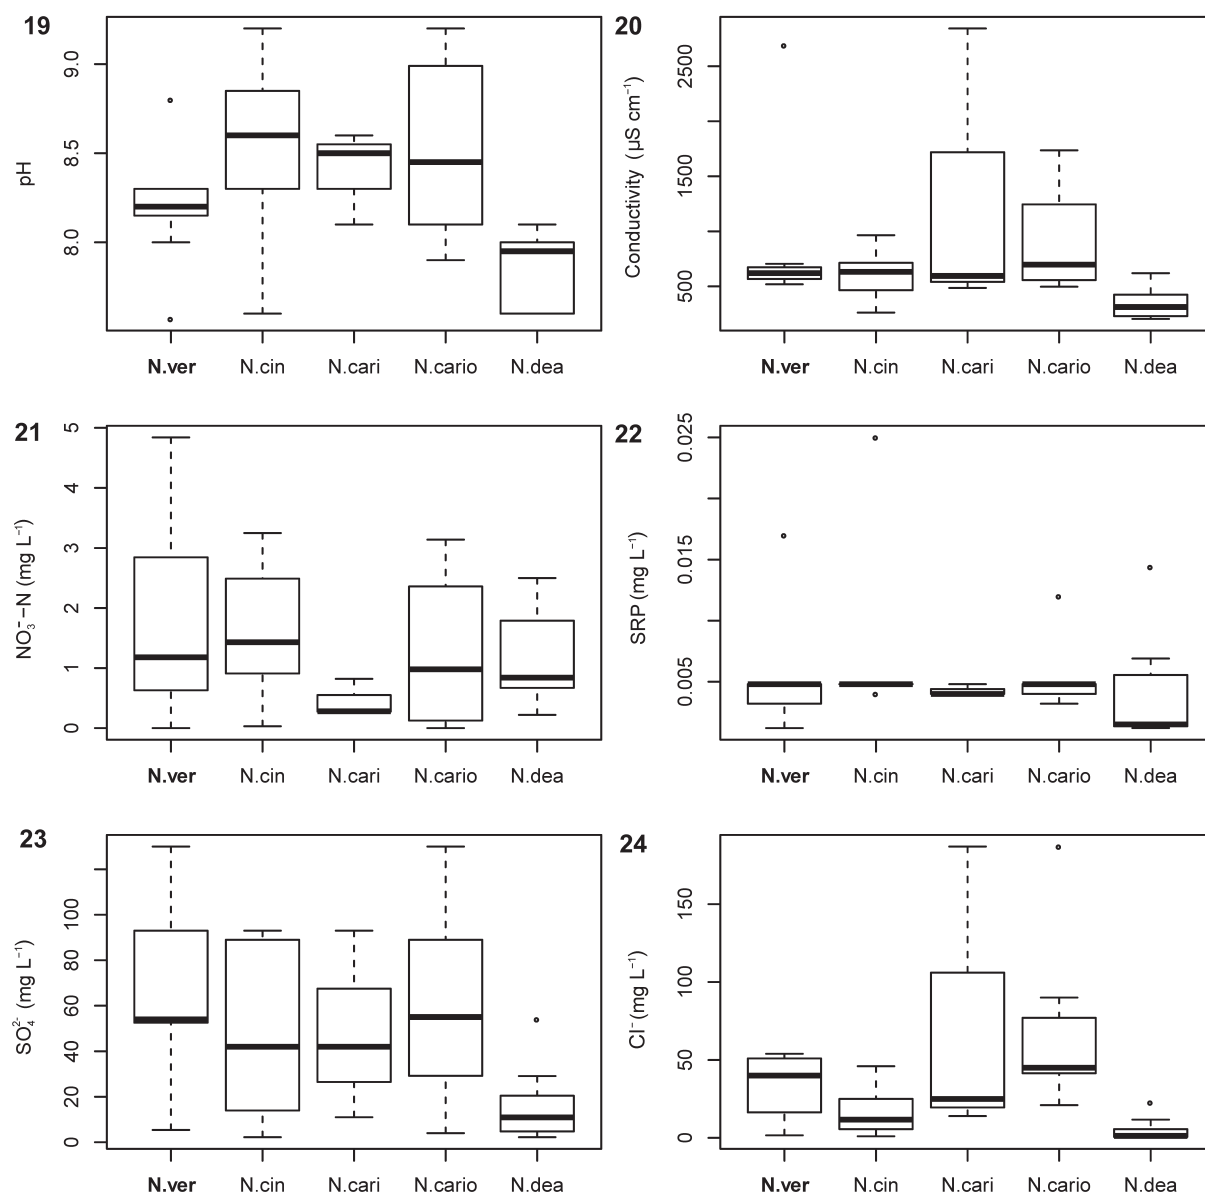 19
pH
9.0
8.5
8.0
N.ver N.cin N.cari N.cario N.dea
20
Conductivity (µS cm⁻¹)
2500
1500
500
N.ver N.cin N.cari N.cario N.dea
21
NO₃⁻–N (mg L⁻¹)
5
4
3
2
1
0
N.ver N.cin N.cari N.cario N.dea
22
SRP (mg L⁻¹)
0.025
0.015
0.005
N.ver N.cin N.cari N.cario N.dea
23
SO₄²⁻ (mg L⁻¹)
100
80
60
40
20
0
N.ver N.cin N.cari N.cario N.dea
24
Cl⁻ (mg L⁻¹)
150
100
50
0
N.ver N.cin N.cari N.cario N.dea